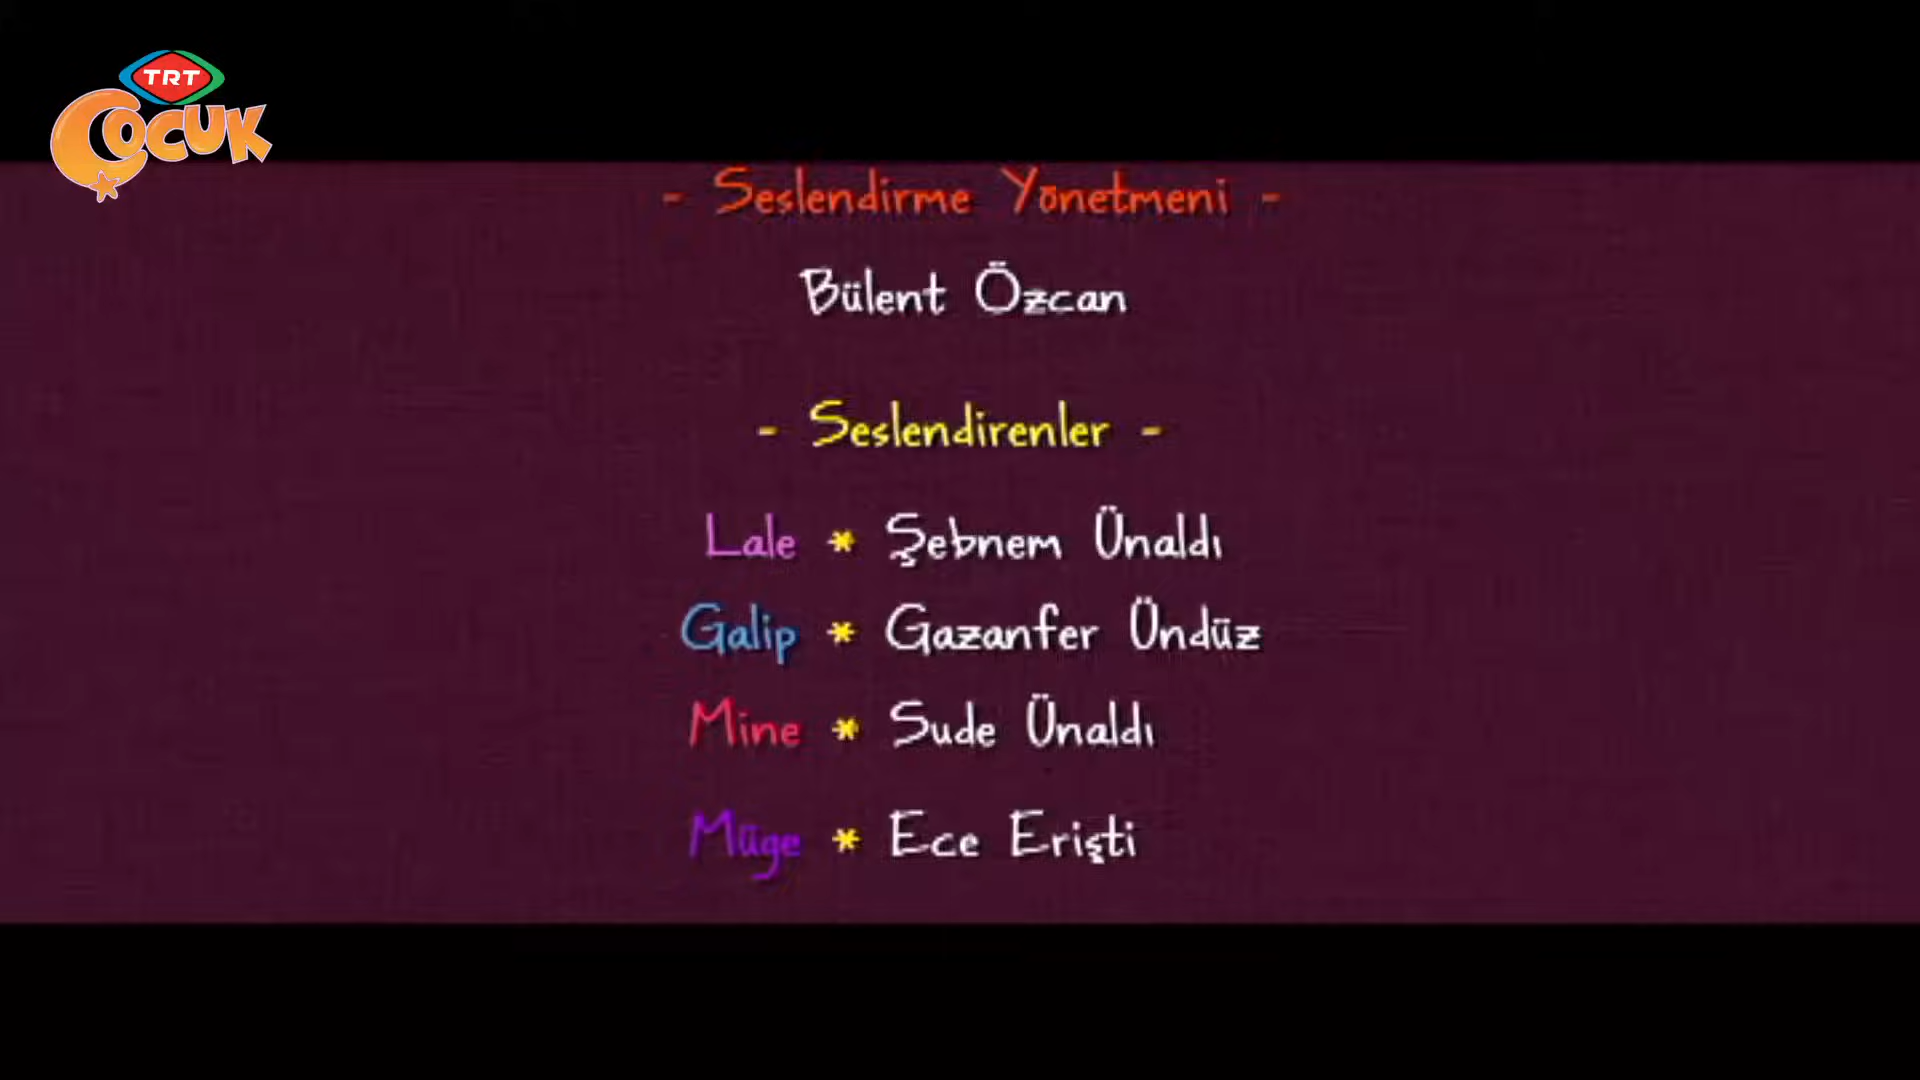 TRT
ÇOCUK
- Seslendirme Yönetmeni -
Bülent Özcan
- Seslendirenler -
Lale * Şebnem Ünaldı
Galip * Gazanfer Ündüz
Mine * Sude Ünaldı
Müge * Ece Erişti